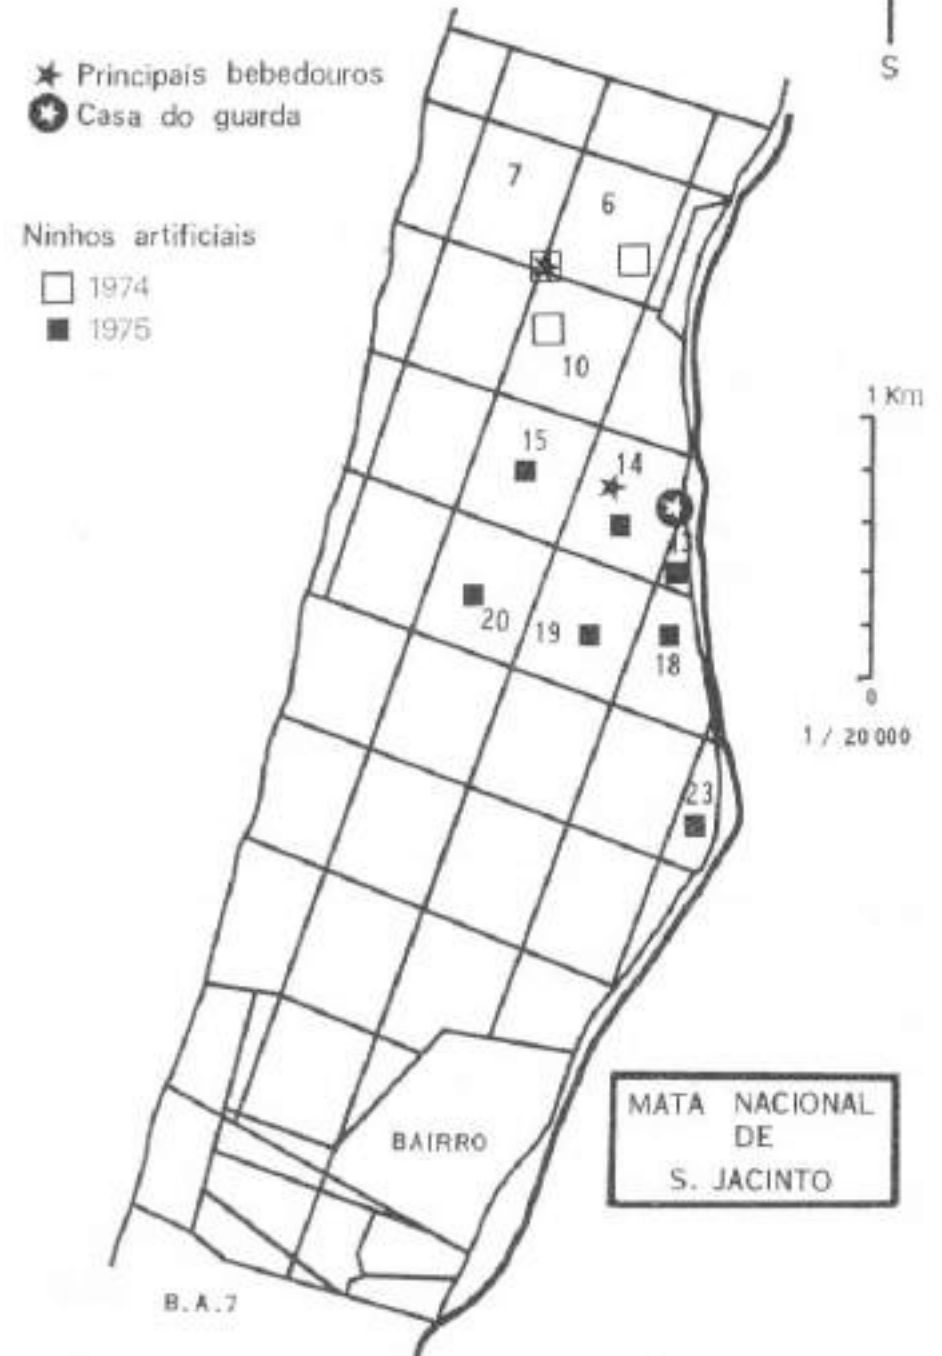 S
Principais bebedouros
Casa do guarda
Ninhos artificiais
1974
1975
7
6
10
15
14
13
20
19
18
23
1 Km
0
1 / 20 000
BAIRRO
MATA NACIONAL
DE
S. JACINTO
B.A.7